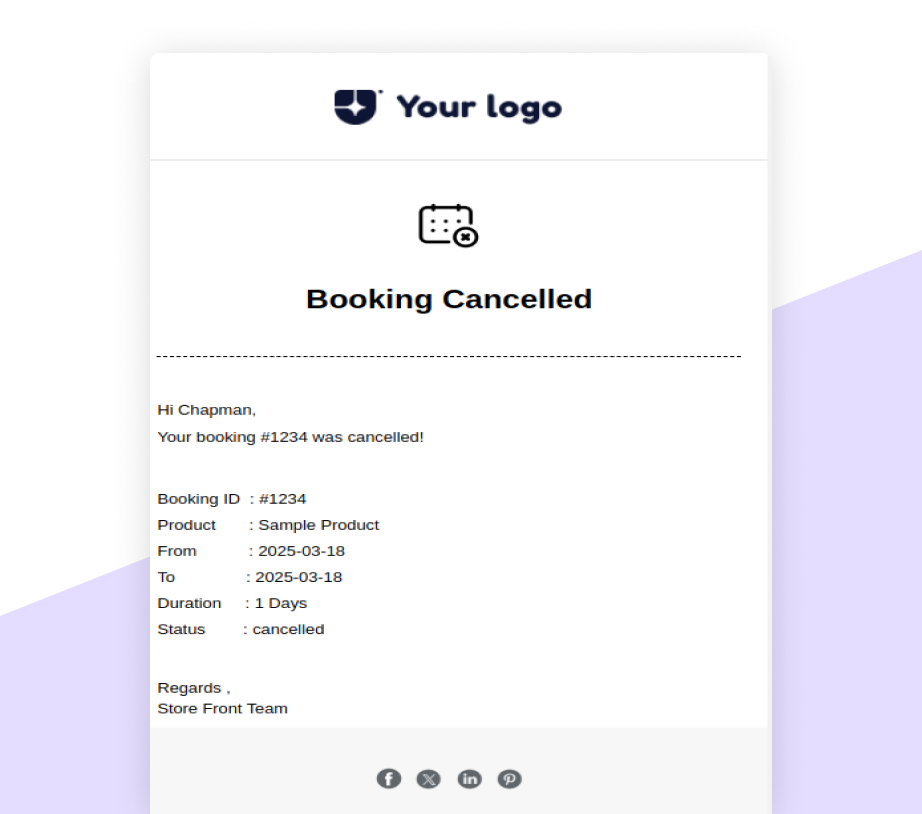 Your logo
Booking Cancelled
Hi Chapman,
Your booking #1234 was cancelled!
Booking ID : #1234
Product : Sample Product
From : 2025-03-18
To : 2025-03-18
Duration : 1 Days
Status : cancelled
Regards ,
Store Front Team